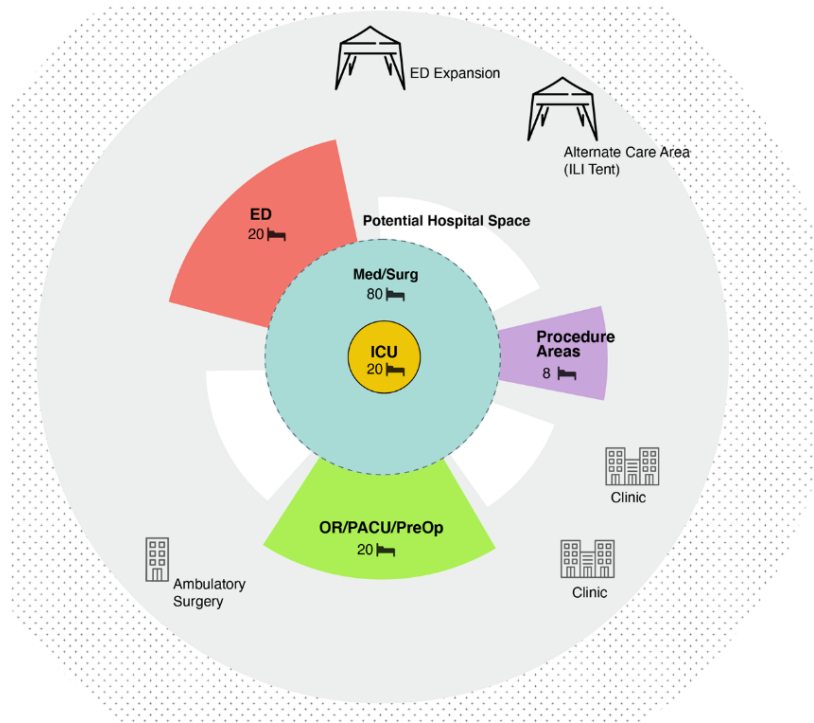 ED Expansion
Alternate Care Area
(ILI Tent)
ED
20
Potential Hospital Space
Med/Surg
80
Procedure
Areas
8
ICU
20
Clinic
OR/PACU/PreOp
20
Clinic
Ambulatory
Surgery